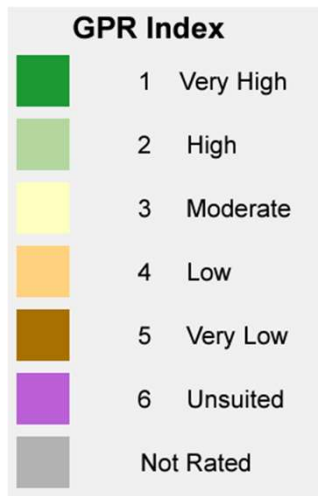 GPR Index
1 Very High
2 High
3 Moderate
4 Low
5 Very Low
6 Unsuited
Not Rated